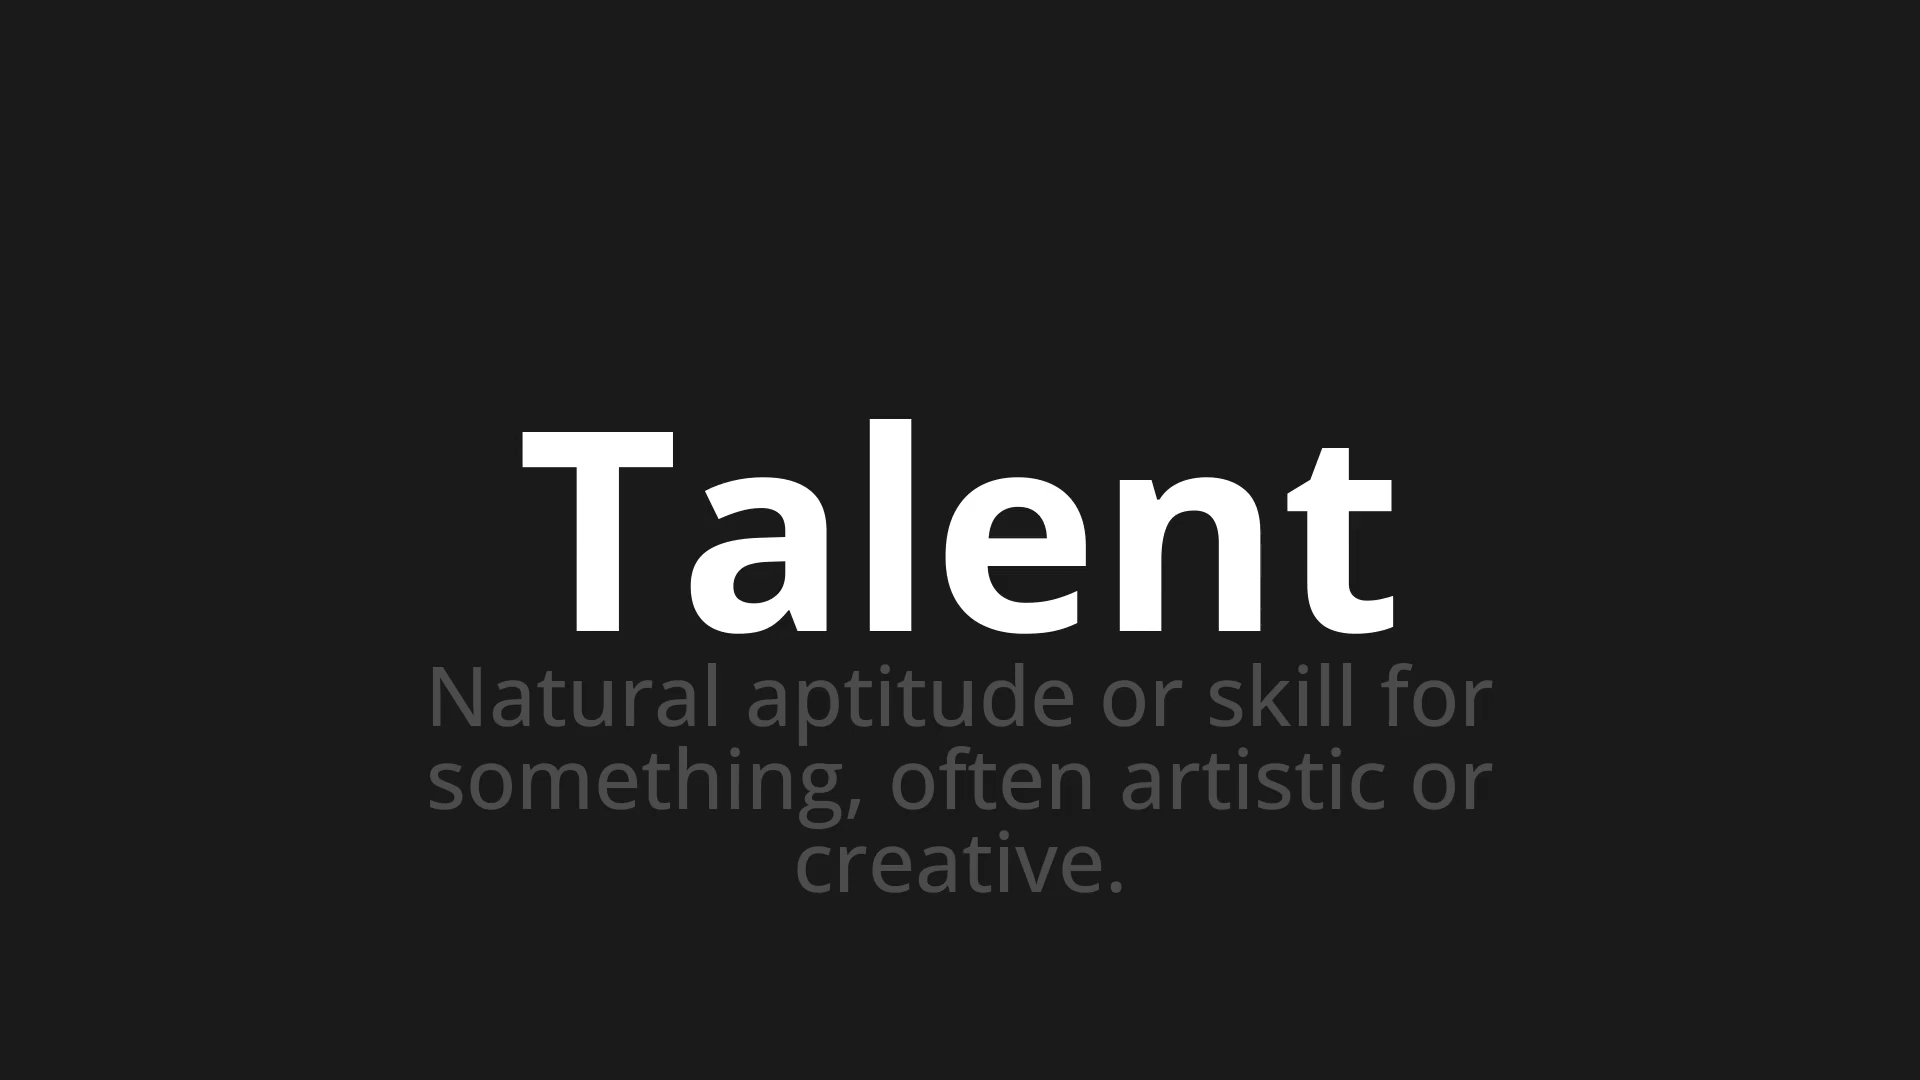 Talent
Natural aptitude or skill for
something, often artistic or
creative.